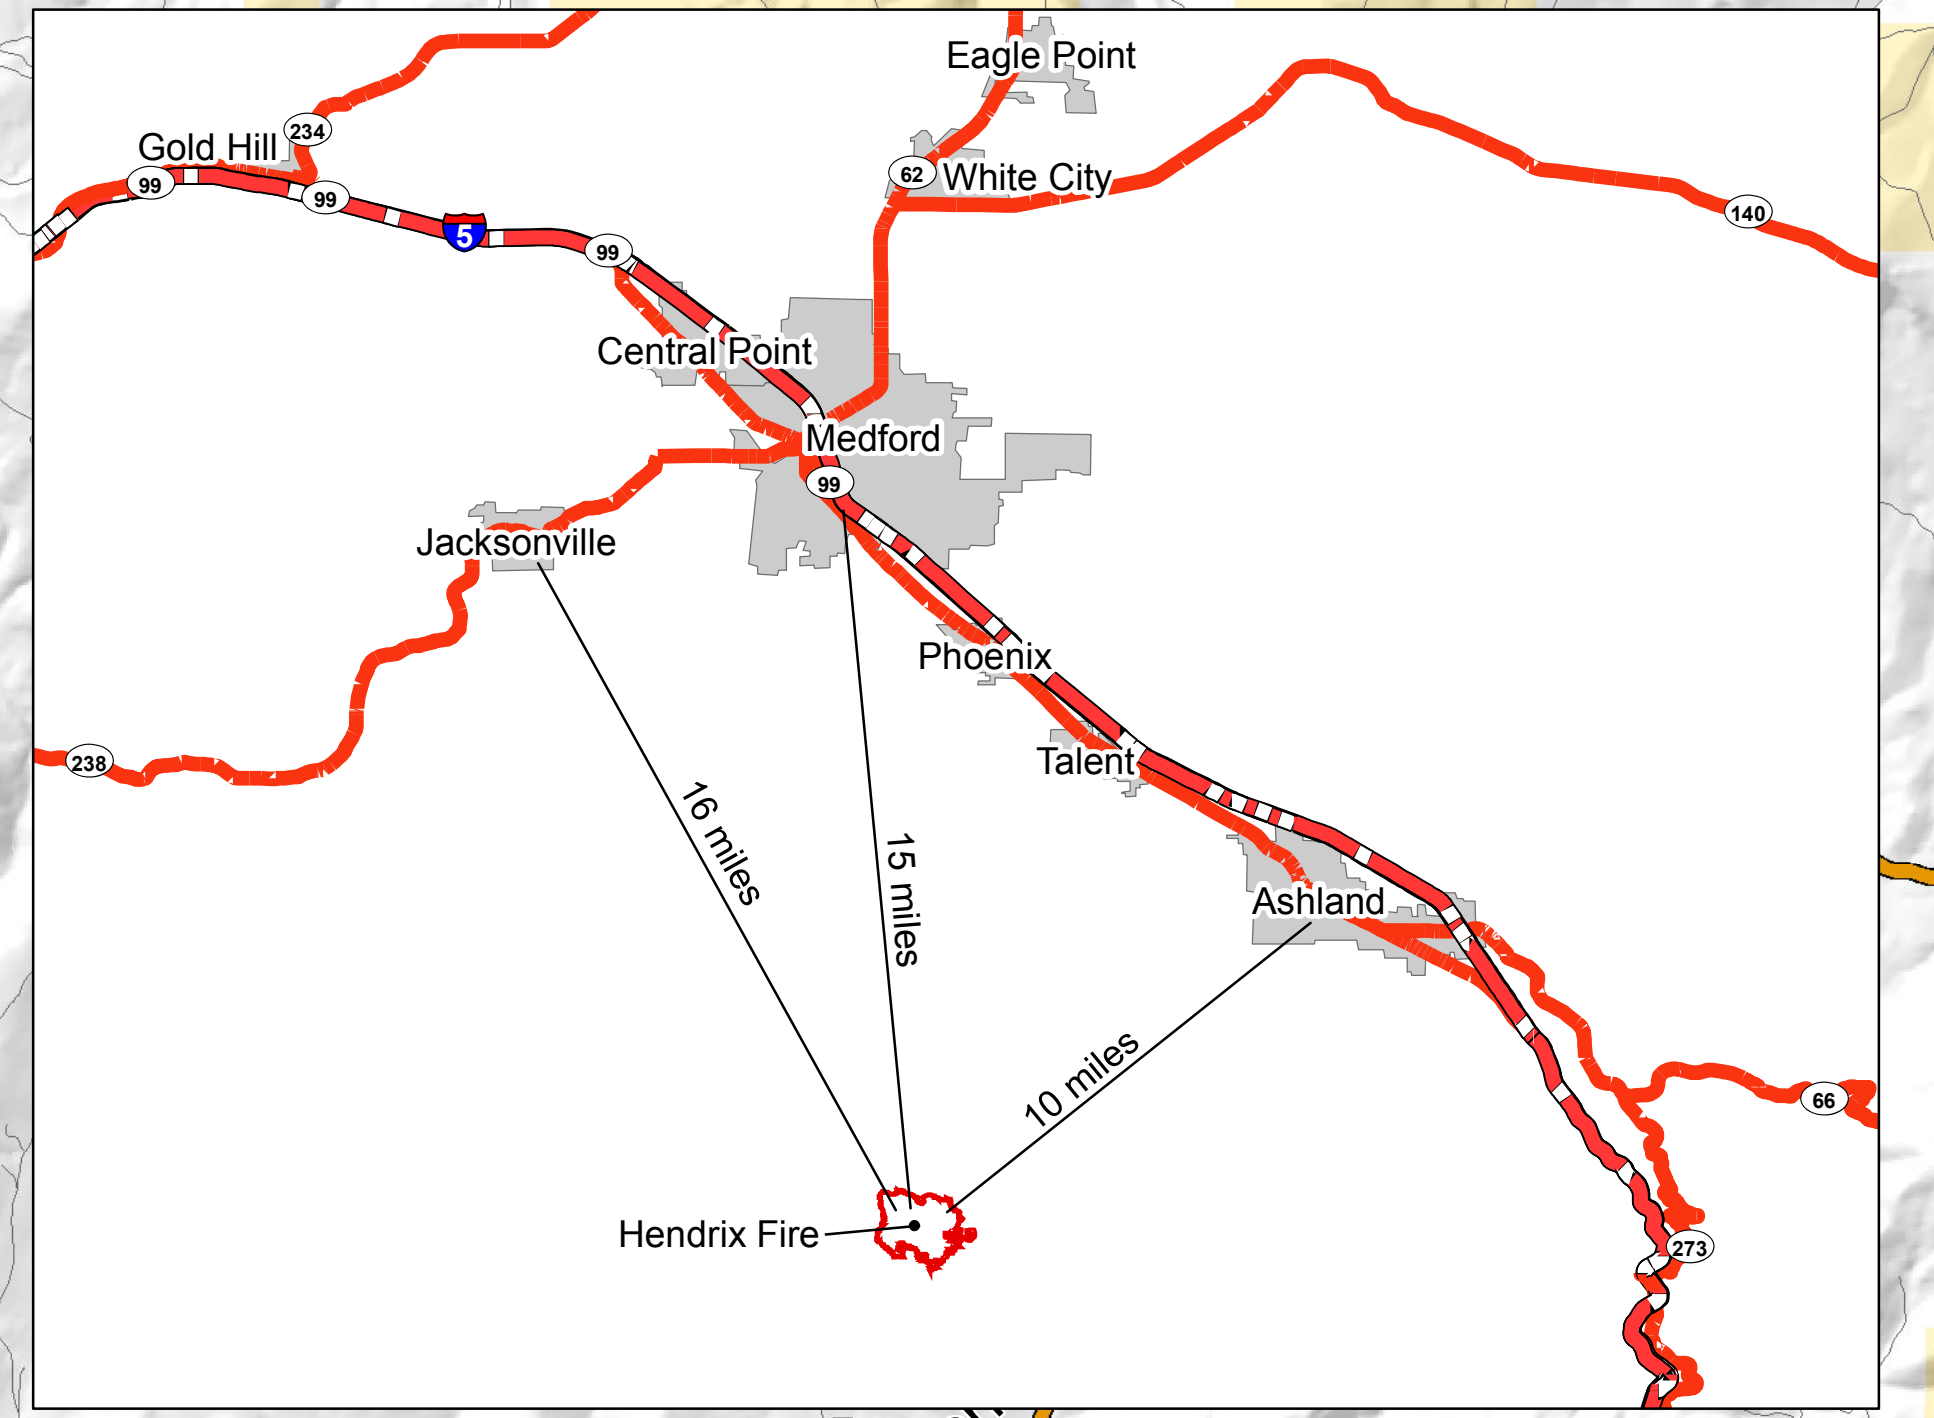 Eagle Point
234
Gold Hill
62
White City
99
99
140
5
99
Central Point
Medford
99
Jacksonville
Phoenix
238
Talent
16 miles
15 miles
Ashland
10 miles
66
Hendrix Fire
273